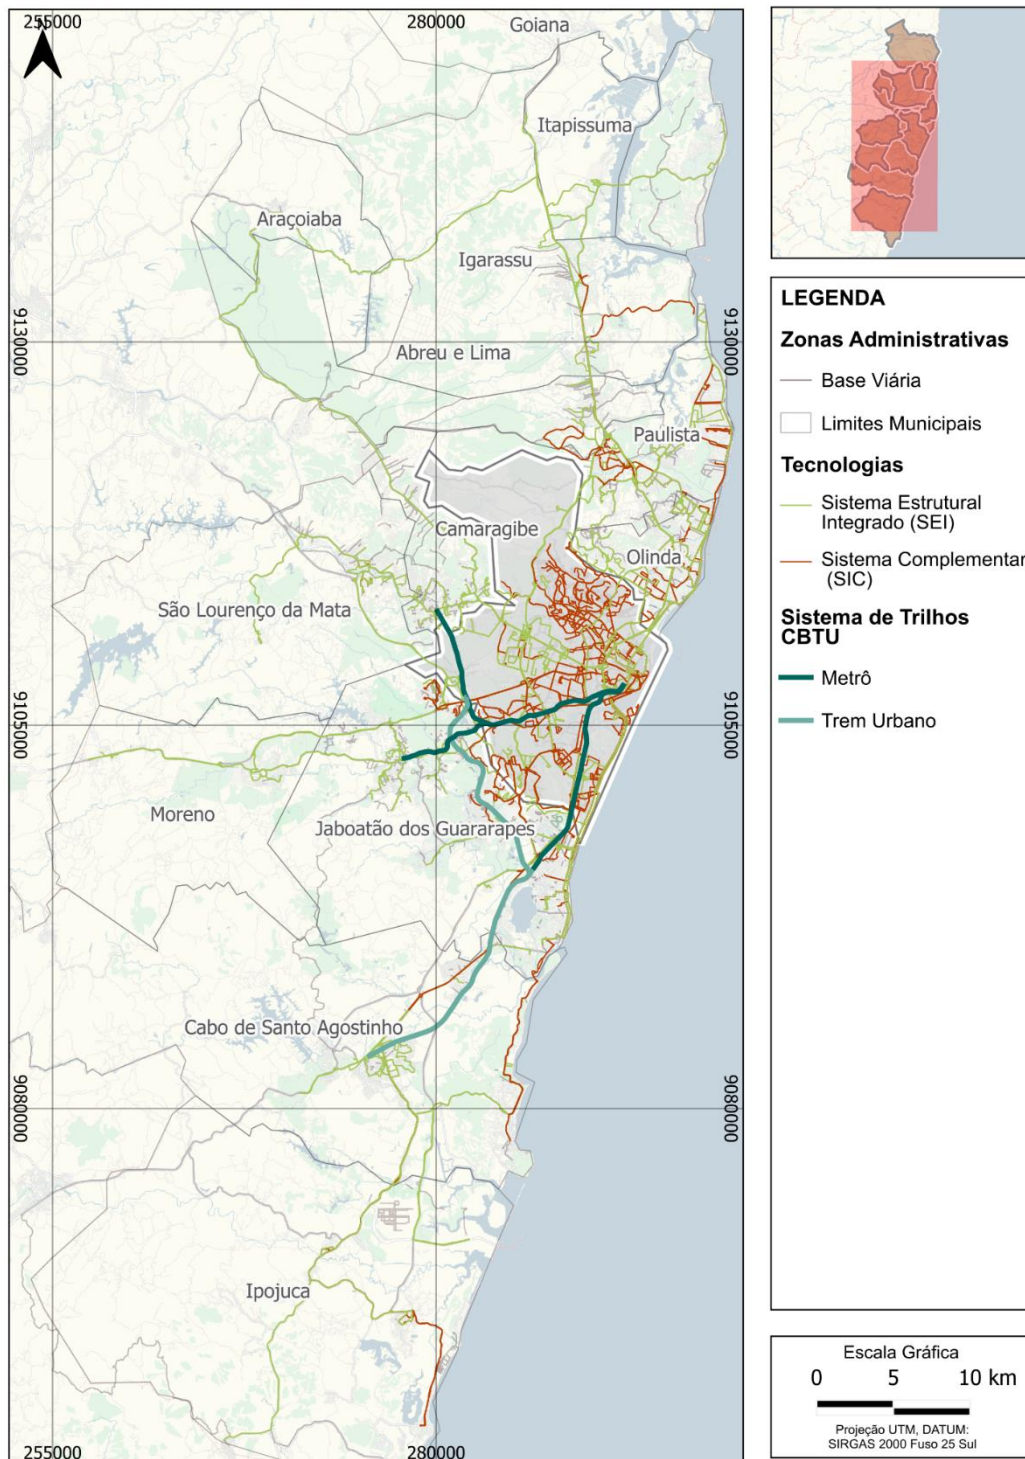 255000
280000
Goiana
Itapissuma
Araçoiaba
Igarassu
9130000
9130000
Abreu e Lima
Paulista
Camaragibe
Olinda
São Lourenço da Mata
9105000
9105000
Moreno
Jaboatão dos Guararapes
Cabo de Santo Agostinho
9080000
9080000
Ipojuca
255000
280000
LEGENDA
Zonas Administrativas
Base Viária
Limites Municipais
Tecnologias
Sistema Estrutural
Integrado (SEI)
Sistema Complementar
(SIC)
Sistema de Trilhos
CBTU
Metrô
Trem Urbano
Escala Gráfica
0 5 10 km
Projeção UTM, DATUM:
SIRGAS 2000 Fuso 25 Sul